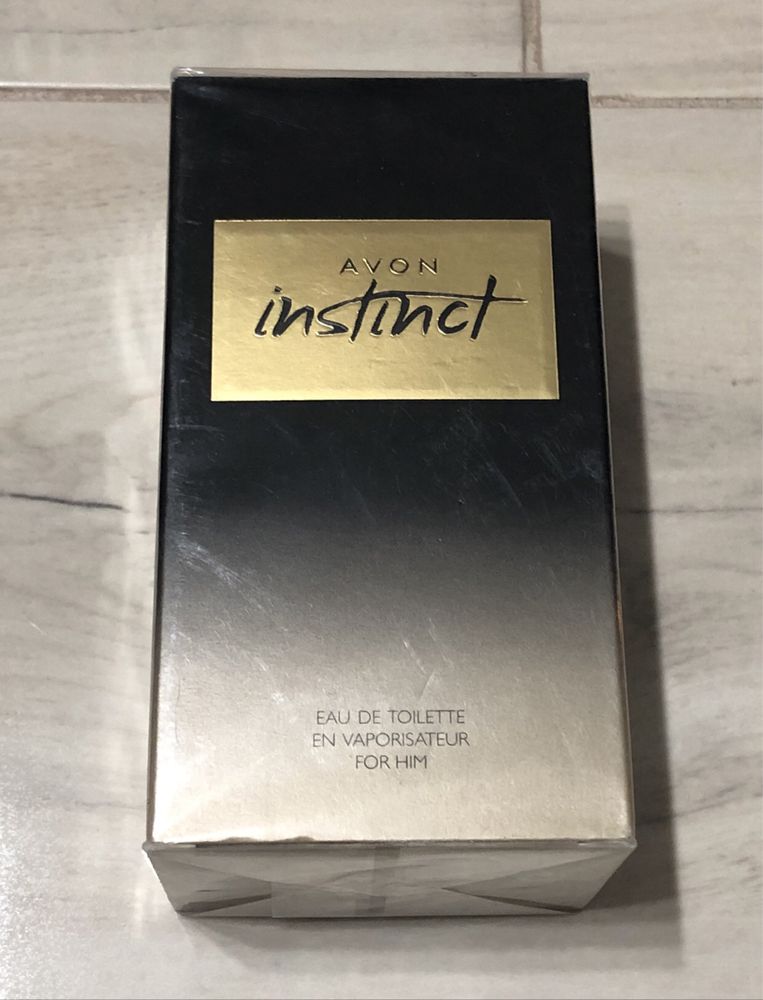 AVON
instinct
EAU DE TOILETTE
EN VAPORISATEUR
FOR HIM